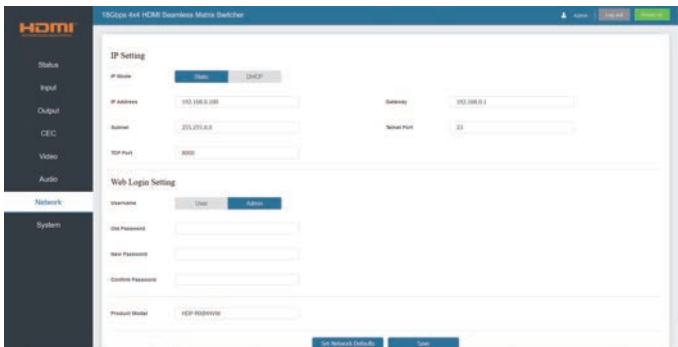 HDMI
18Gbps 4x4 HDMI Seamless Matrix Switcher
Admin
Log out
Status
Input
Output
CEC
Video
Audio
Network
System
IP Setting
IP Mode Static DHCP
IP Address 192.168.0.100 Gateway 192.168.0.1
Subnet 255.255.0.0 Telnet Port 23
TCP Port 8000
Web Login Setting
Username User Admin
Old Password
New Password
Confirm Password
Product Model
Set Network Defaults Save